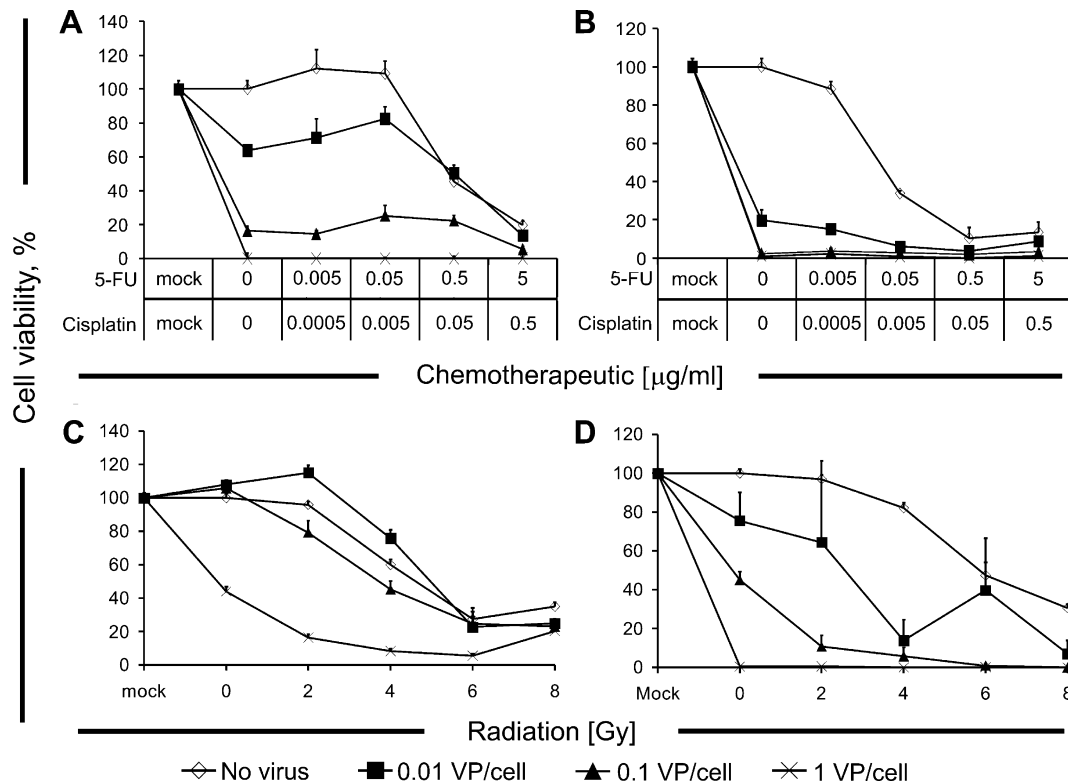 Cell viability, %
A
140
120
100
80
60
40
20
0
5-FU mock 0 0.005 0.05 0.5 5
Cisplatin mock 0 0.0005 0.005 0.05 0.5
B
120
100
80
60
40
20
0
5-FU mock 0 0.005 0.05 0.5 5
Cisplatin mock 0 0.0005 0.005 0.05 0.5
Chemotherapeutic [μg/ml]
C
140
120
100
80
60
40
20
0
mock 0 2 4 6 8
D
120
100
80
60
40
20
0
Mock 0 2 4 6 8
Radiation [Gy]
No virus 0.01 VP/cell 0.1 VP/cell 1 VP/cell